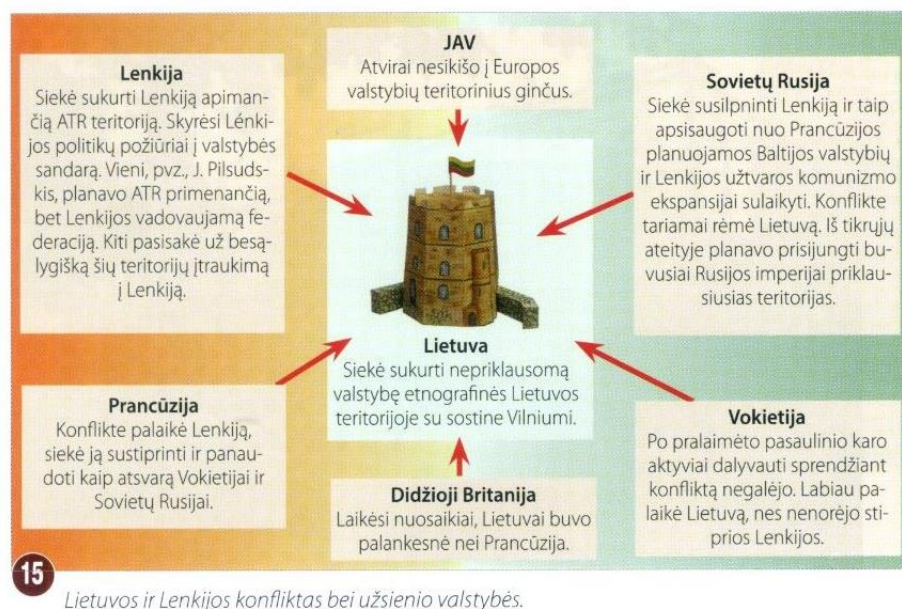 JAV
Atvirai nesikišo į Europos
valstybių teritorinius ginčus.
Lenkija
Siekė sukurti Lenkiją apiman-
čią ATR teritoriją. Skyrėsi Lénki-
jos politikų požiūriai į valstybės
sandarą. Vieni, pvz., J. Pilsuds-
kis, planavo ATR primenančią,
bet Lenkijos vadovaujamą fe-
deraciją. Kiti pasisakė už besą-
lygišką šių teritorijų įtraukimą
į Lenkiją.
Sovietų Rusija
Siekė susilpninti Lenkiją ir taip
apsisaugoti nuo Prancūzijos
planuojamos Baltijos valstybių
ir Lenkijos užtvaros komunizmo
ekspansijai sulaikyti. Konflikte
tariamai rėmė Lietuvą. Iš tikrųjų
ateityje planavo prisijungti bu-
vusiai Rusijos imperijai priklau-
siusias teritorijas.
Lietuva
Siekė sukurti nepriklausomą
valstybę etnografinės Lietuvos
teritorijoje su sostine Vilniumi.
Prancūzija
Konflikte palaikė Lenkiją,
siekė ją sustiprinti ir panau-
doti kaip atsvarą Vokietijai ir
Sovietų Rusijai.
Didžioji Britanija
Laikėsi nuosaikiai, Lietuvai buvo
palankesnė nei Prancūzija.
Vokietija
Po pralaimėto pasaulinio karo
aktyviai dalyvauti sprendžiant
konfliktą negalėjo. Labiau pa-
laikė Lietuvą, nes nenorėjo sti-
prios Lenkijos.
15
Lietuvos ir Lenkijos konfliktas bei užsienio valstybės.